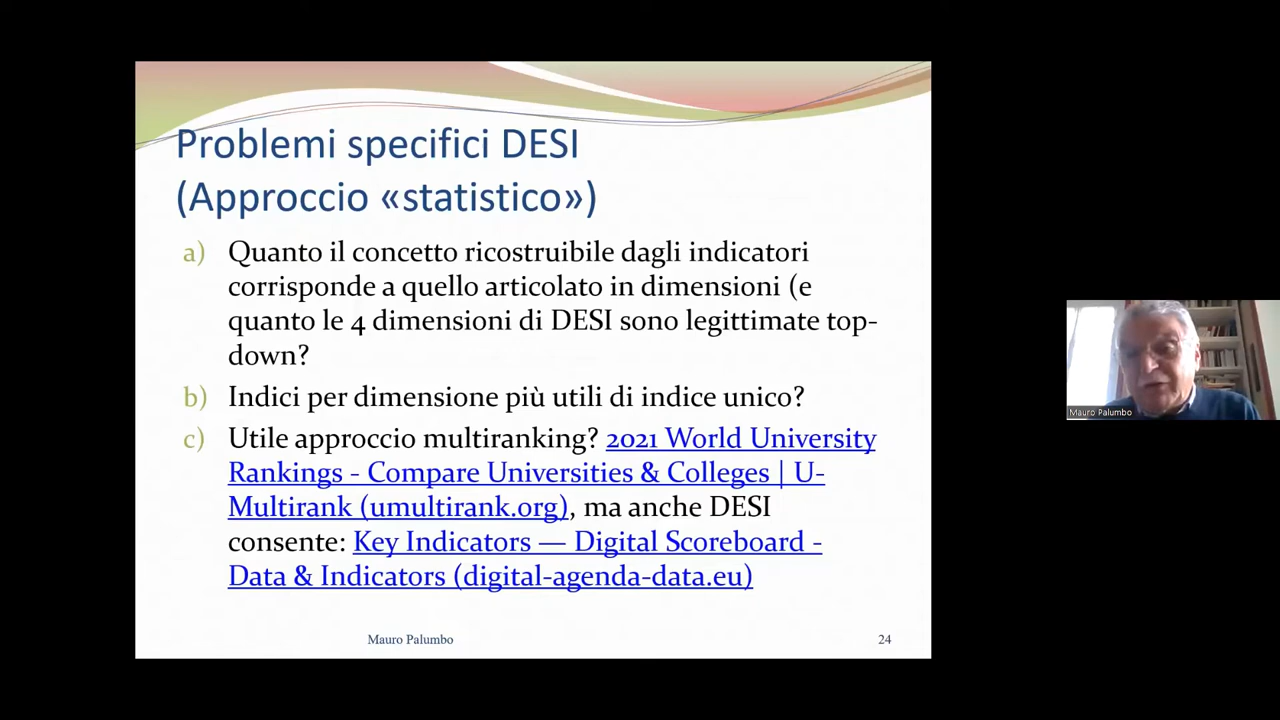 Problemi specifici DESI
(Approccio «statistico»)
a) Quanto il concetto ricostruibile dagli indicatori
corrisponde a quello articolato in dimensioni (e
quanto le 4 dimensioni di DESI sono legittimate top-
down?
b) Indici per dimensione più utili di indice unico?
c) Utile approccio multiranking? 2021 World University
Rankings - Compare Universities & Colleges | U-
Multirank (umultirank.org), ma anche DESI
consente: Key Indicators — Digital Scoreboard -
Data & Indicators (digital-agenda-data.eu)
Mauro Palumbo
24
Mauro Palumbo